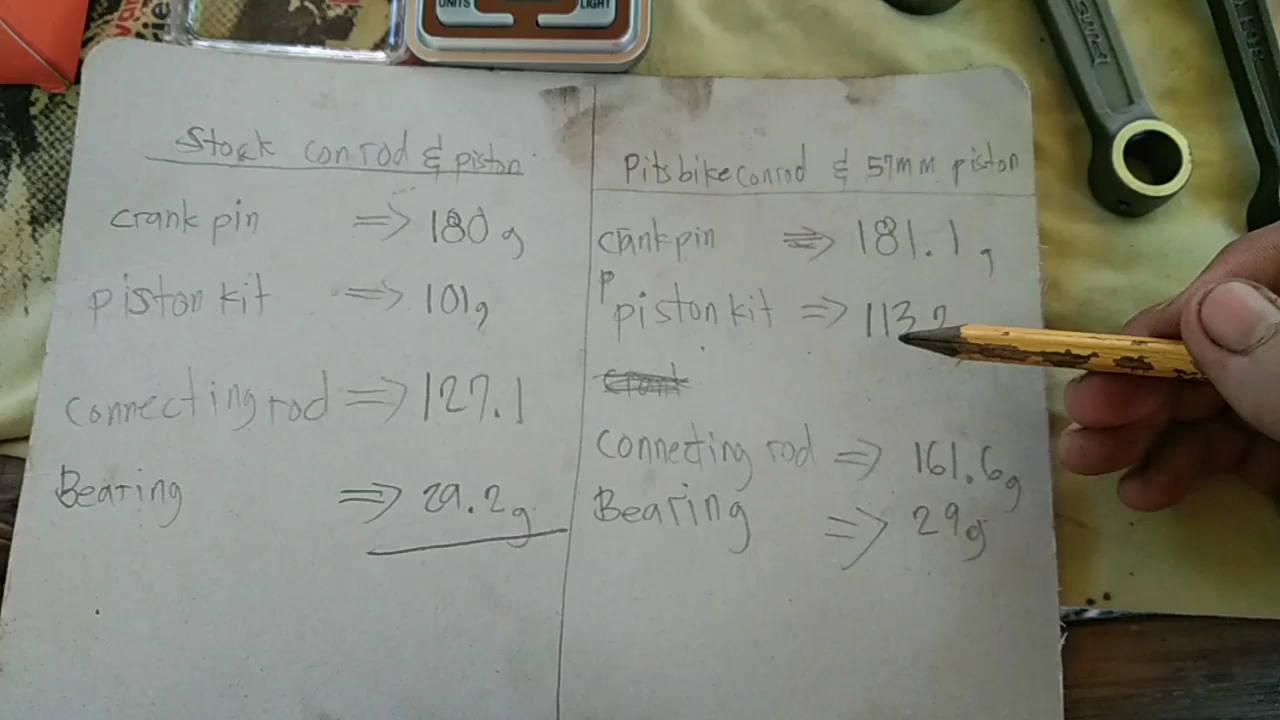 UNITS
LIGHT
Stock conrod & piston
crank pin => 180g
piston kit => 101g
connecting rod => 127.1
Bearing => 29.2g
Pitsbike conrod & 57mm piston
crankpin => 181.1g
P
piston kit => 113
connecting rod => 161.6g
Bearing => 29g